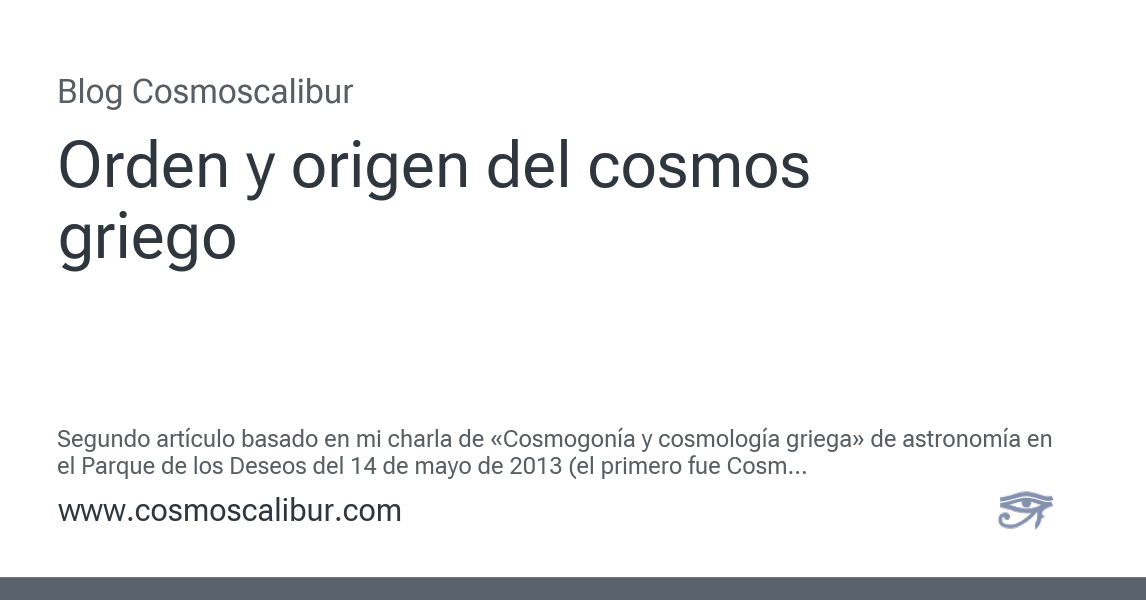 Blog Cosmoscalibur
Orden y origen del cosmos
griego
Segundo artículo basado en mi charla de «Cosmogonía y cosmología griega» de astronomía en
el Parque de los Deseos del 14 de mayo de 2013 (el primero fue Cosm...
www.cosmoscalibur.com